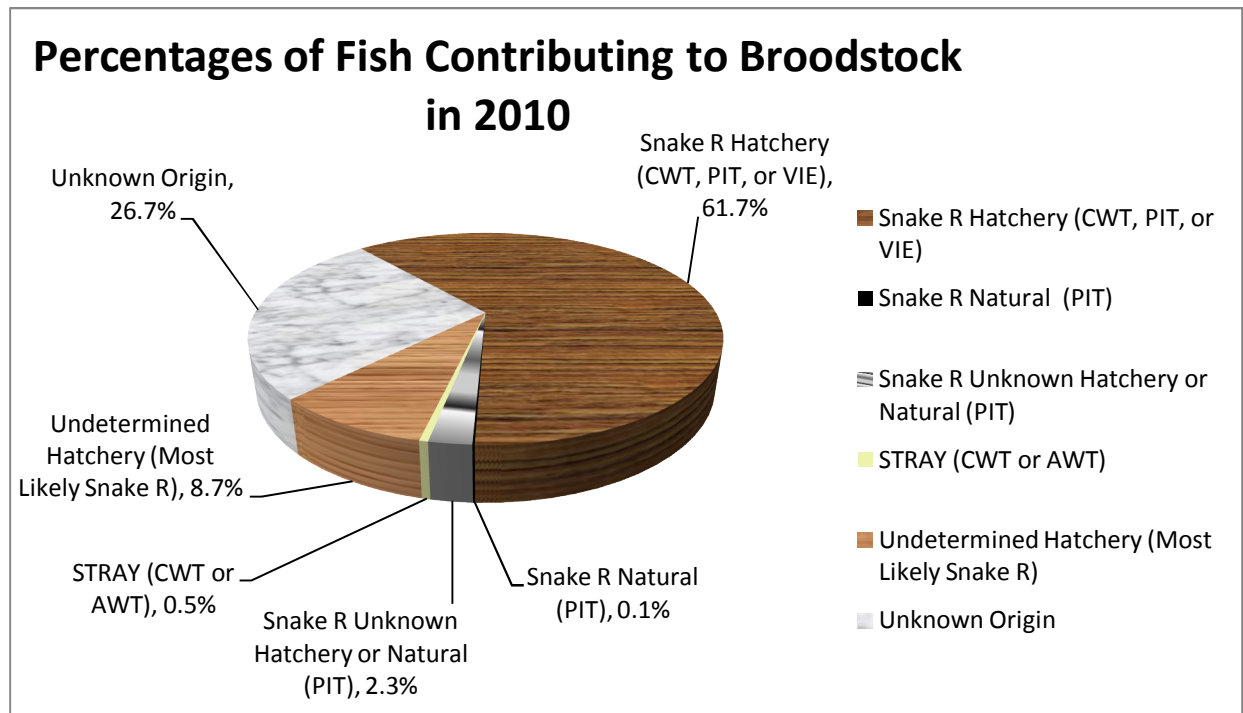 Percentages of Fish Contributing to Broodstock
in 2010
Snake R Hatchery
(CWT, PIT, or VIE),
61.7%
Unknown Origin,
26.7%
Undetermined
Hatchery (Most
Likely Snake R), 8.7%
STRAY (CWT or
AWT), 0.5%
Snake R Unknown
Hatchery or Natural
(PIT), 2.3%
Snake R Natural
(PIT), 0.1%
Snake R Hatchery (CWT, PIT, or
VIE)
Snake R Natural (PIT)
Snake R Unknown Hatchery or
Natural (PIT)
STRAY (CWT or AWT)
Undetermined Hatchery (Most
Likely Snake R)
Unknown Origin